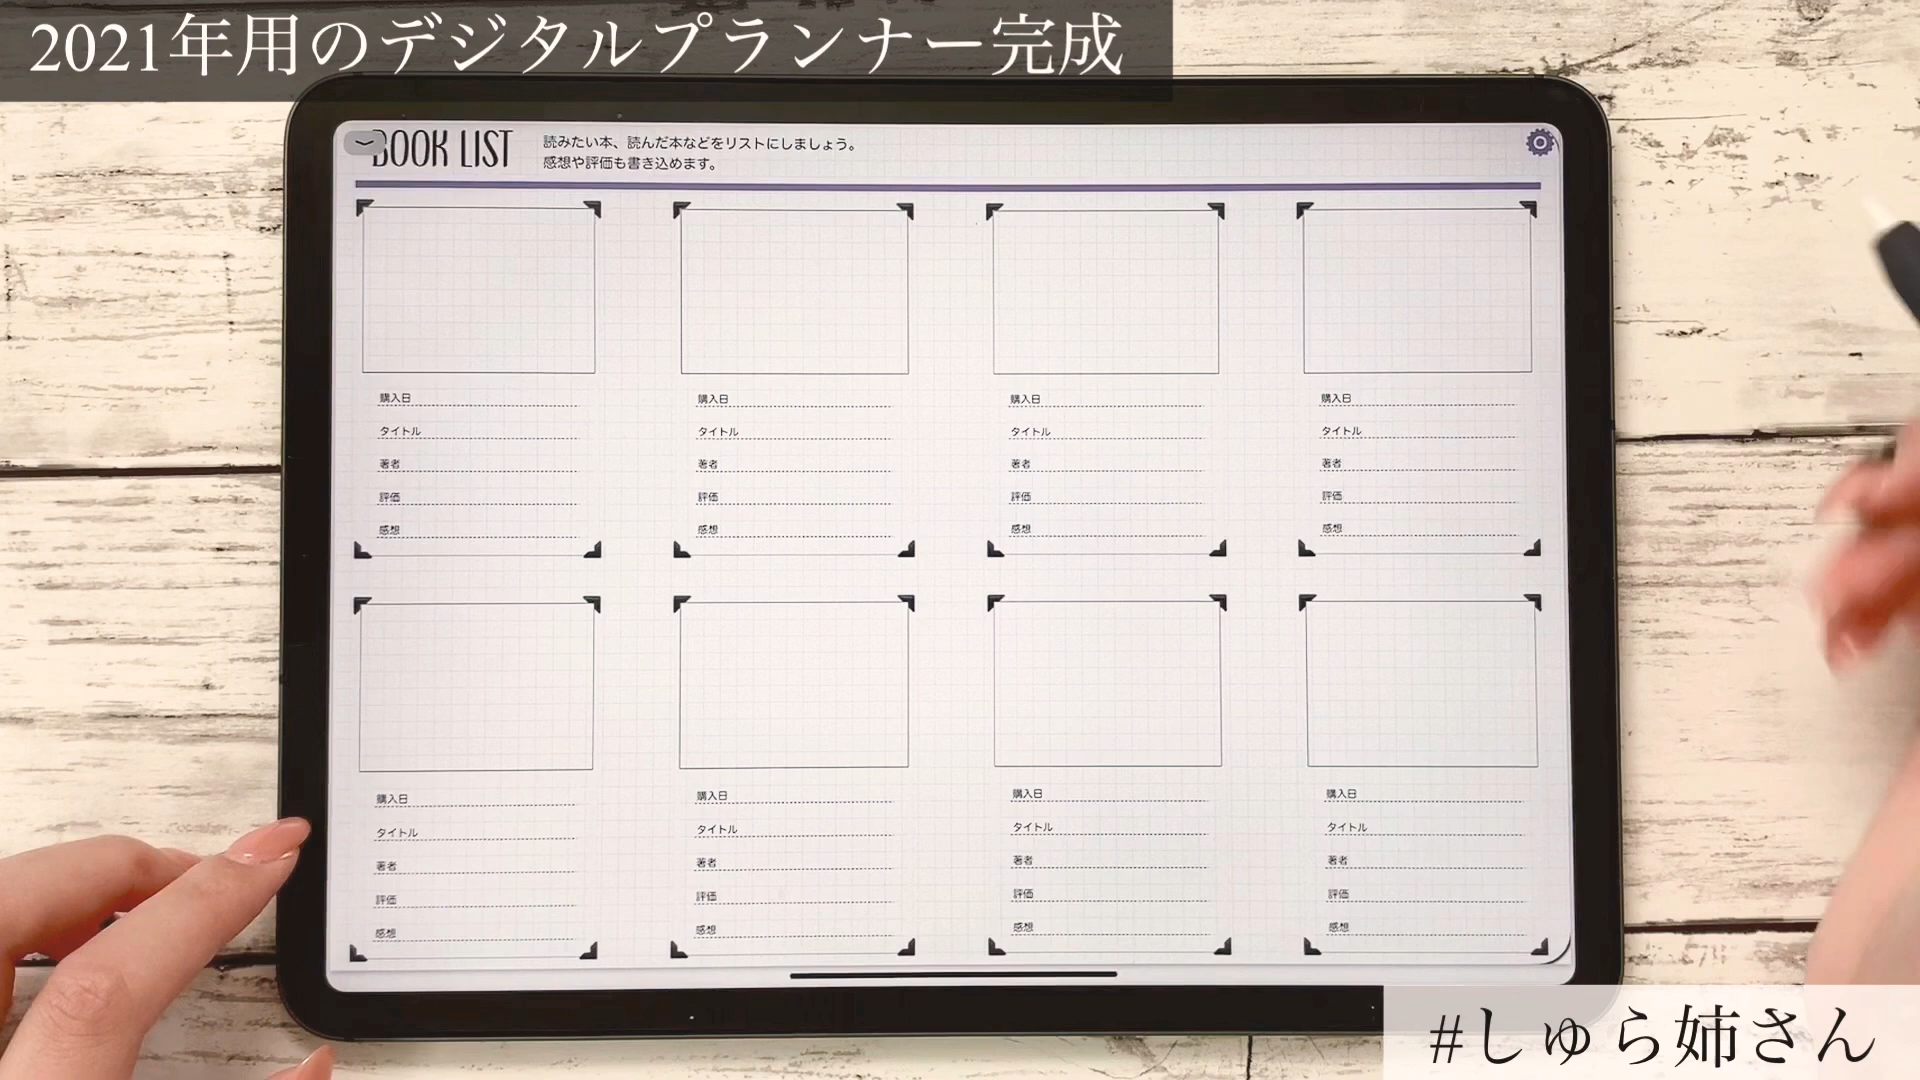 2021年用のデジタルプランナー完成
BOOK LIST
読みたい本、読んだ本などをリストにしましょう。
感想や評価も書き込めます。
購入日
タイトル
著者
評価
感想
購入日
タイトル
著者
評価
感想
購入日
タイトル
著者
評価
感想
購入日
タイトル
著者
評価
感想
購入日
タイトル
著者
評価
感想
購入日
タイトル
著者
評価
感想
購入日
タイトル
著者
評価
感想
購入日
タイトル
著者
評価
感想
#しゅら姉さん